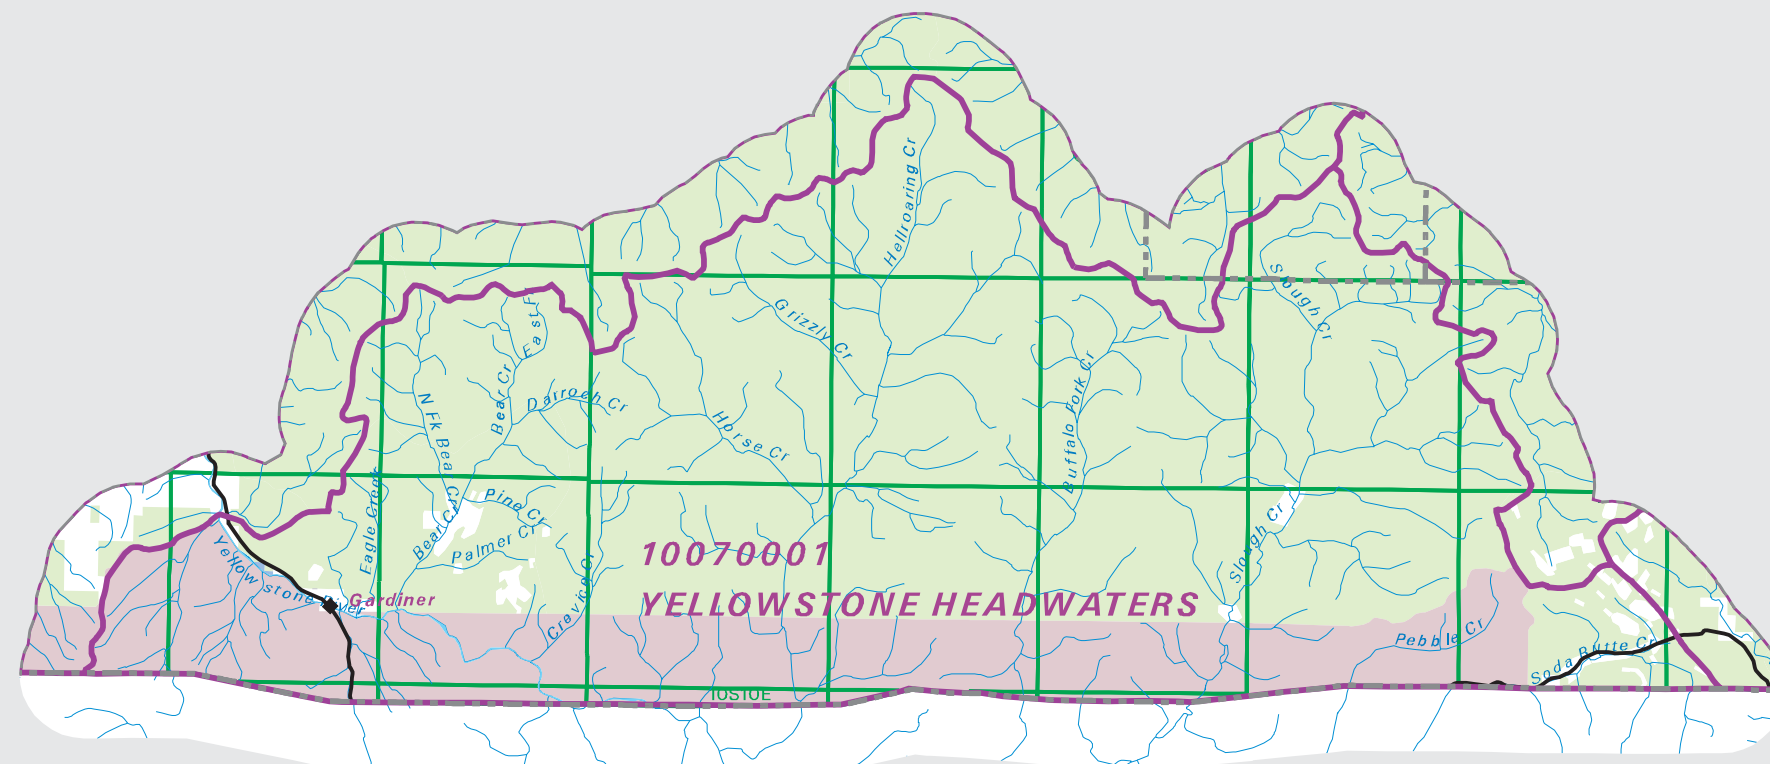 Hellroaring Cr
Slough Cr
Grizzly Cr
East F
Bear Cr
Darroch Cr
N Fk Bear Cr
Horse Cr
Buffalo Fork Cr
Eagle Creek
Pine Cr
Bear Cr
Palmer Cr
Slough Cr
Yellowstone River
Gardiner
Crevice Cr
10070001
YELLOWSTONE HEADWATERS
Pebble Cr
Soda Butte Cr